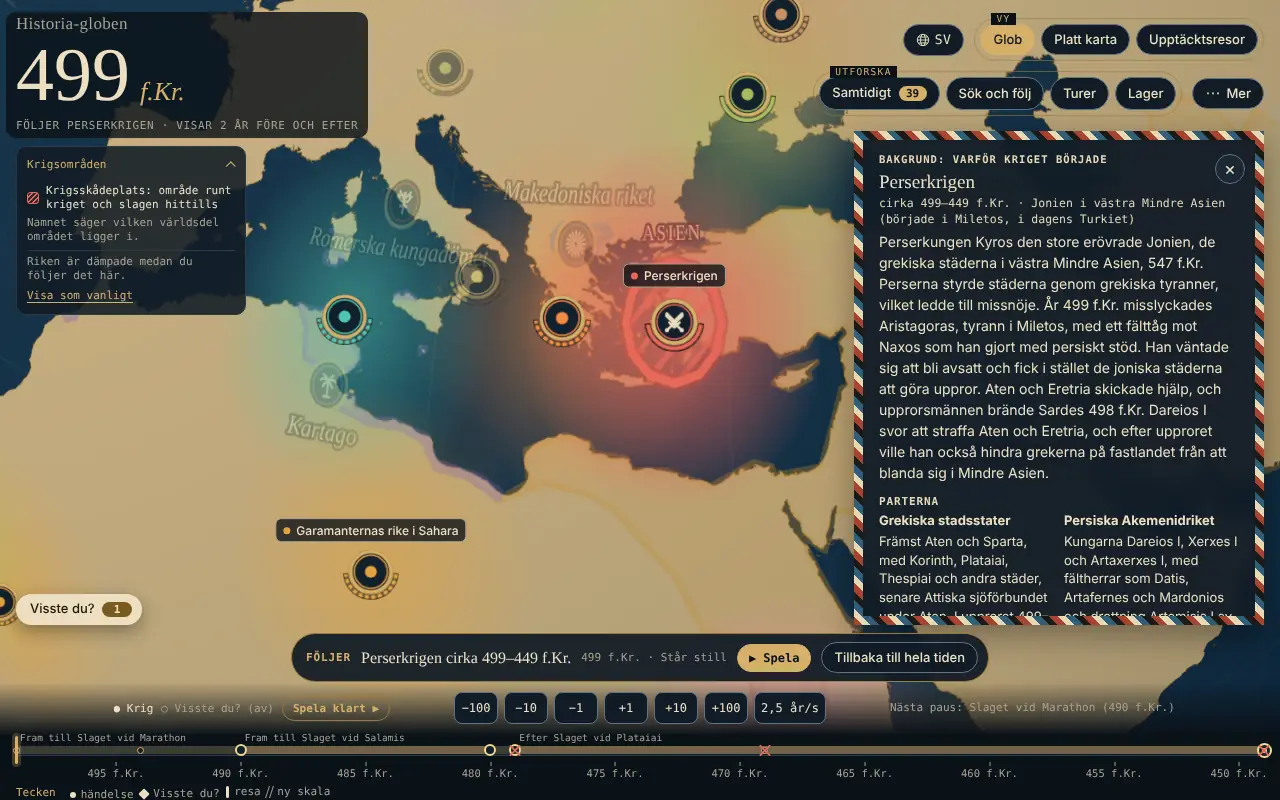 Historia-globen
499 f.Kr.
FÖLJER PERSERKRIGEN · VISAR 2 ÅR FÖRE OCH EFTER
Krigsområden
Krigsskådeplats: område runt
kriget och slagen hittills
Namnet säger vilken världsdel
området ligger i.
Riken är dämpade medan du
följer det här.
Visa som vanligt
SV
VY
Glob
Platt karta
Upptäcktsresor
UTFORSKA
Samtidigt 39
Sök och följ
Turer
Lager
··· Mer
Makedoniska riket
Romerska kungadömet
ASIEN
Perserkrigen
Kartago
Garamanternas rike i Sahara
BAKGRUND: VARFÖR KRIGET BÖRJADE
Perserkrigen
cirka 499–449 f.Kr. · Jonien i västra Mindre Asien
(började i Miletos, i dagens Turkiet)
Perserkungen Kyros den store erövrade Jonien, de
grekiska städerna i västra Mindre Asien, 547 f.Kr.
Perserna styrde städerna genom grekiska tyranner,
vilket ledde till missnöje. År 499 f.Kr. misslyckades
Aristagoras, tyrann i Miletos, med ett fälttåg mot
Naxos som han gjort med persiskt stöd. Han väntade
sig att bli avsatt och fick i stället de joniska städerna
att göra uppror. Aten och Eretria skickade hjälp, och
upprorsmännen brände Sardes 498 f.Kr. Dareios I
svor att straffa Aten och Eretria, och efter upproret
ville han också hindra grekerna på fastlandet från att
blanda sig i Mindre Asien.
PARTERNA
Grekiska stadsstater
Främst Aten och Sparta,
med Korinth, Plataiai,
Thespiai och andra städer,
senare Attiska sjöförbundet
Persiska Akemenidriket
Kungarna Dareios I, Xerxes I
och Artaxerxes I, med
fältherrar som Datis,
Artafernes och Mardonios
Visste du? 1
FÖLJER Perserkrigen cirka 499–449 f.Kr. 499 f.Kr. · Står still ▶ Spela Tillbaka till hela tiden
Krig Visste du? (av) Spela klart ▶
−100 −10 −1 +1 +10 +100 2,5 år/s
Nästa paus: Slaget vid Marathon (490 f.Kr.)
Fram till Slaget vid Marathon Fram till Slaget vid Salamis Efter Slaget vid Plataiai
495 f.Kr. 490 f.Kr. 485 f.Kr. 480 f.Kr. 475 f.Kr. 470 f.Kr. 465 f.Kr. 460 f.Kr. 455 f.Kr. 450 f.Kr.
Tecken händelse Visste du? resa // ny skala